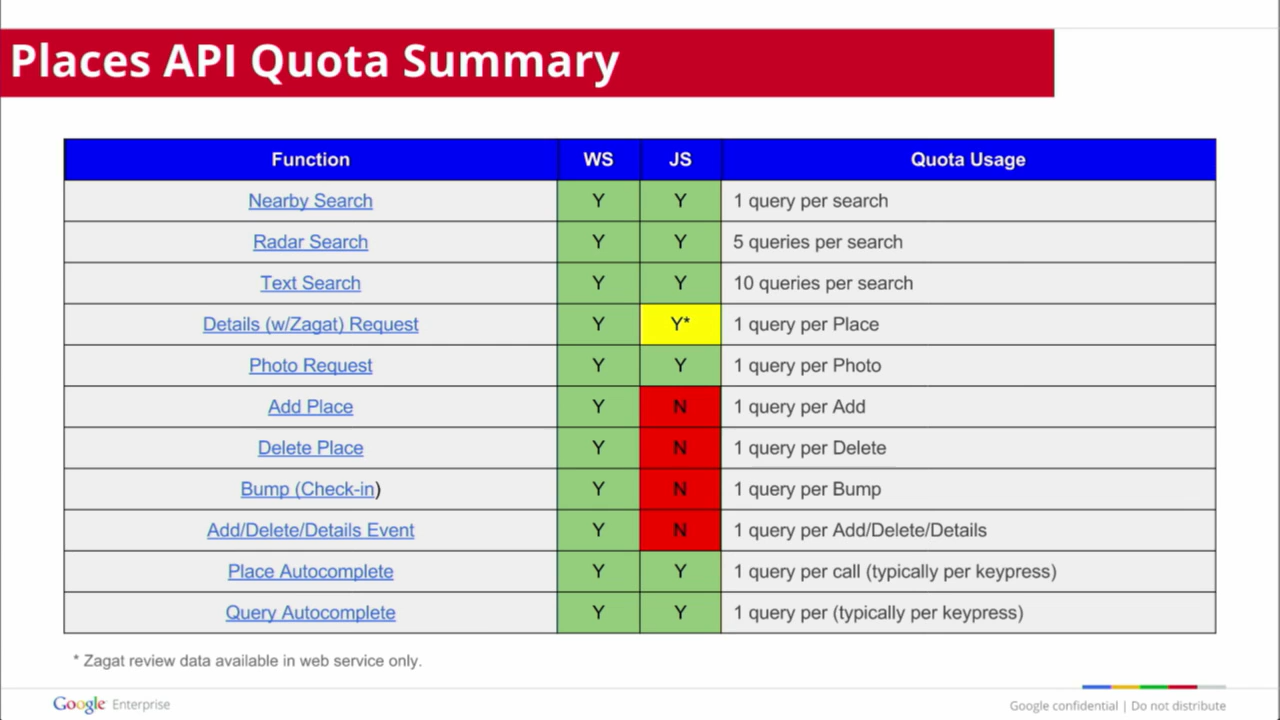 Places API Quota Summary
Function WS JS Quota Usage
Nearby Search Y Y 1 query per search
Radar Search Y Y 5 queries per search
Text Search Y Y 10 queries per search
Details (w/Zagat) Request Y Y* 1 query per Place
Photo Request Y Y 1 query per Photo
Add Place Y N 1 query per Add
Delete Place Y N 1 query per Delete
Bump (Check-in) Y N 1 query per Bump
Add/Delete/Details Event Y N 1 query per Add/Delete/Details
Place Autocomplete Y Y 1 query per call (typically per keypress)
Query Autocomplete Y Y 1 query per (typically per keypress)
* Zagat review data available in web service only.
Google Enterprise Google confidential | Do not distribute